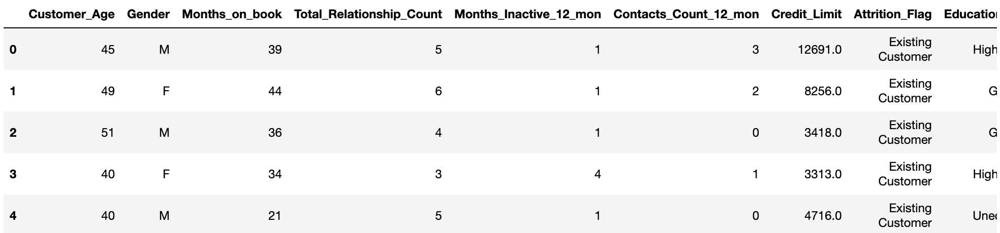 Customer_Age Gender Months_on_book Total_Relationship_Count Months_Inactive_12_mon Contacts_Count_12_mon Credit_Limit Attrition_Flag
0 45 M 39 5 1 3 12691.0 Existing Customer High
1 49 F 44 6 1 2 8256.0 Existing Customer G
2 51 M 36 4 1 0 3418.0 Existing Customer G
3 40 F 34 3 4 1 3313.0 Existing Customer High
4 40 M 21 5 1 0 4716.0 Existing Customer